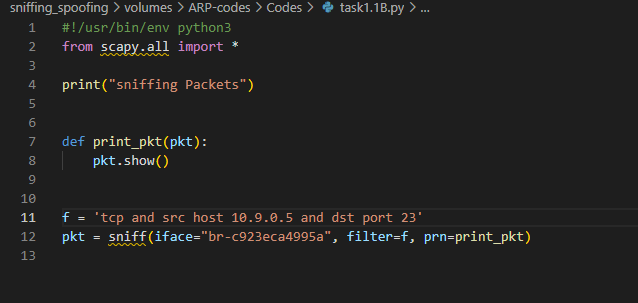 sniffing_spoofing > volumes > ARP-codes > Codes > task1.1B.py > ...
1 #!/usr/bin/env python3
2 from scapy.all import *
3
4 print("sniffing Packets")
5
6
7 def print_pkt(pkt):
8     pkt.show()
9
10
11 f = 'tcp and src host 10.9.0.5 and dst port 23'
12 pkt = sniff(iface="br-c923eca4995a", filter=f, prn=print_pkt)
13